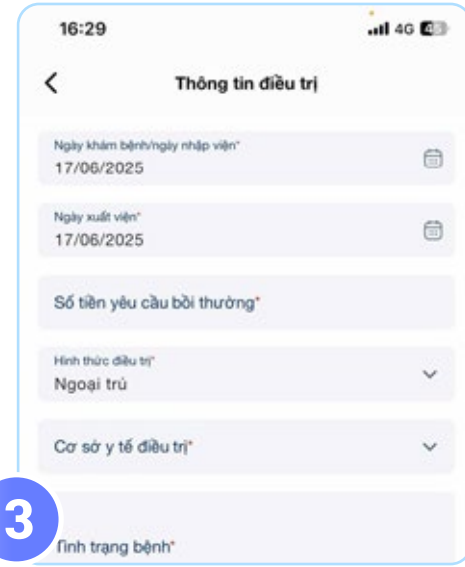 16:29
4G
Thông tin điều trị
Ngày khám bệnh/ngày nhập viện*
17/06/2025
Ngày xuất viện*
17/06/2025
Số tiền yêu cầu bồi thường*
Hình thức điều trị*
Ngoại trú
Cơ sở y tế điều trị*
3
Tình trạng bệnh*